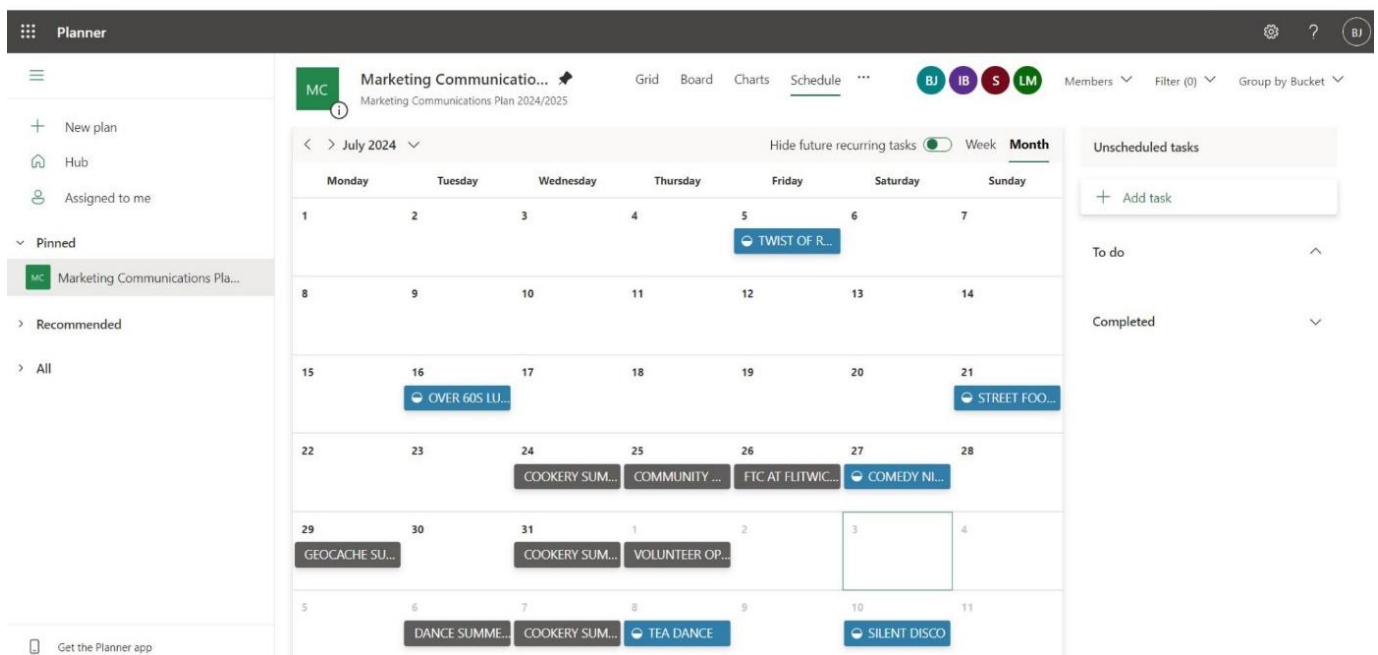 Planner
BJ
MC
Marketing Communicatio...
Marketing Communications Plan 2024/2025
Grid Board Charts Schedule ...
BJ IB S LM
Members Filter (0) Group by Bucket
New plan
Hub
Assigned to me
Pinned
MC Marketing Communications Pla...
Recommended
All
Get the Planner app
July 2024
Hide future recurring tasks
Week Month
Monday Tuesday Wednesday Thursday Friday Saturday Sunday
1 2 3 4 5 6 7
TWIST OF R...
8 9 10 11 12 13 14
15 16 17 18 19 20 21
OVER 60S LU... STREET FOO...
22 23 24 25 26 27 28
COOKERY SUM... COMMUNITY ... FTC AT FLITWIC... COMEDY NI...
29 30 31 1 2 3 4
GEOCACHE SU... COOKERY SUM... VOLUNTEER OP...
5 6 7 8 9 10 11
DANCE SUMME... COOKERY SUM... TEA DANCE SILENT DISCO
Unscheduled tasks
+ Add task
To do
Completed